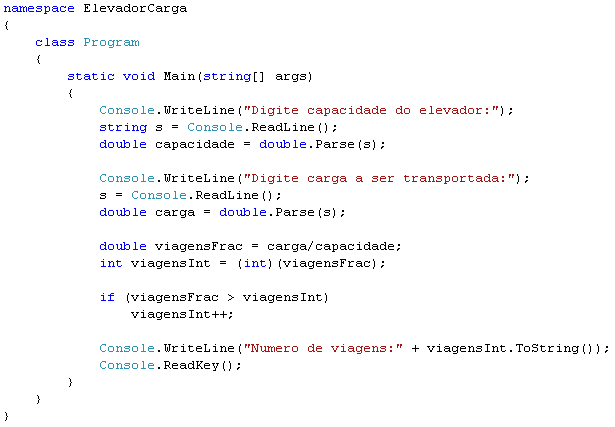 namespace ElevadorCarga
{
    class Program
    {
        static void Main(string[] args)
        {
            Console.WriteLine("Digite capacidade do elevador:");
            string s = Console.ReadLine();
            double capacidade = double.Parse(s);

            Console.WriteLine("Digite carga a ser transportada:");
            s = Console.ReadLine();
            double carga = double.Parse(s);

            double viagensFrac = carga/capacidade;
            int viagensInt = (int)(viagensFrac);

            if (viagensFrac > viagensInt)
                viagensInt++;

            Console.WriteLine("Numero de viagens:" + viagensInt.ToString());
            Console.ReadKey();
        }
    }
}